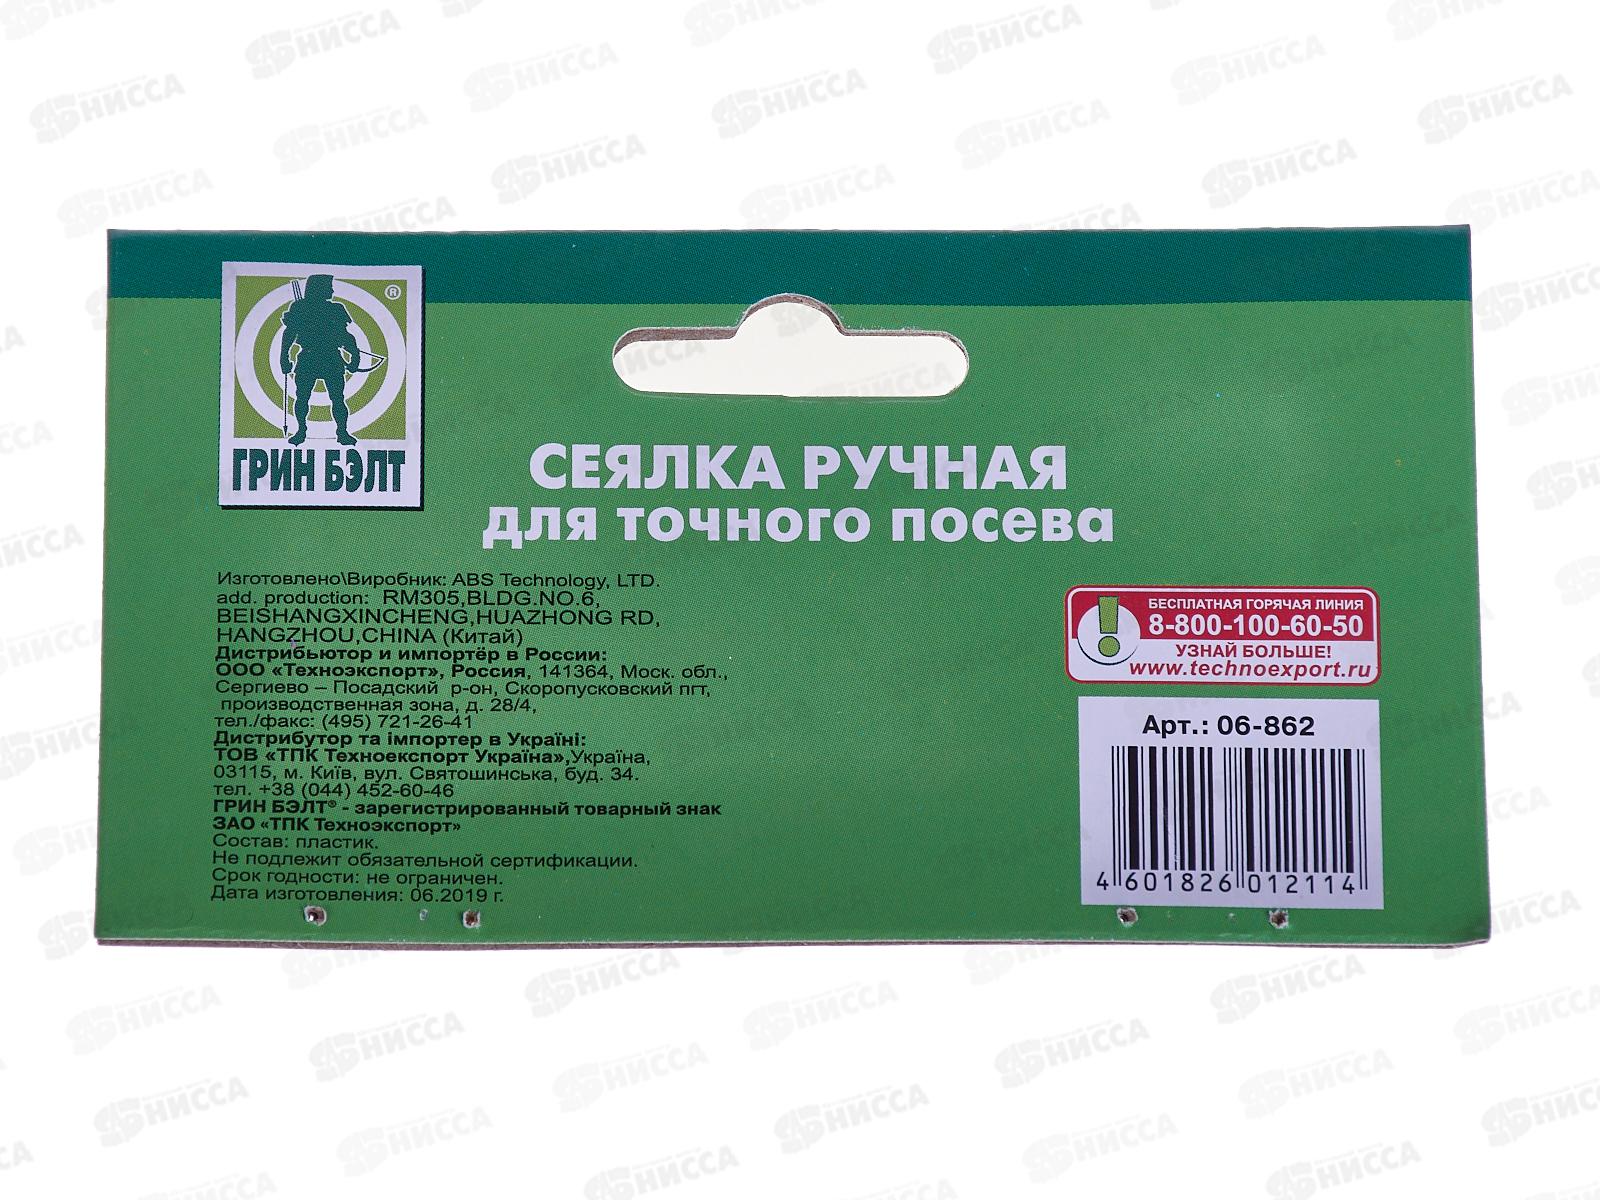 ГРИН БЭЛТ
®
СЕЯЛКА РУЧНАЯ
для точного посева
Изготовлено\Виробник: ABS Technology, LTD.
add. production: RM305,BLDG.NO.6,
BEISHANGXINCHENG,HUAZHONG RD,
HANGZHOU,CHINA (Китай)
Дистрибьютор и импортёр в России:
ООО «Техноэкспорт», Россия, 141364, Моск. обл.,
Сергиево – Посадский р-он, Скоропусковский пгт,
производственная зона, д. 28/4,
тел./факс: (495) 721-26-41
Дистрибутор та імпортер в Україні:
ТОВ «ТПК Техноекспорт Україна»,Україна,
03115, м. Київ, вул. Святошинська, буд. 34.
тел. +38 (044) 452-60-46
ГРИН БЭЛТ® - зарегистрированный товарный знак
ЗАО «ТПК Техноэкспорт»
Состав: пластик.
Не подлежит обязательной сертификации.
Срок годности: не ограничен.
Дата изготовления: 06.2019 г.
БЕСПЛАТНАЯ ГОРЯЧАЯ ЛИНИЯ
8-800-100-60-50
УЗНАЙ БОЛЬШЕ!
www.technoexport.ru
Арт.: 06-862
4 601826 012114
НИССА